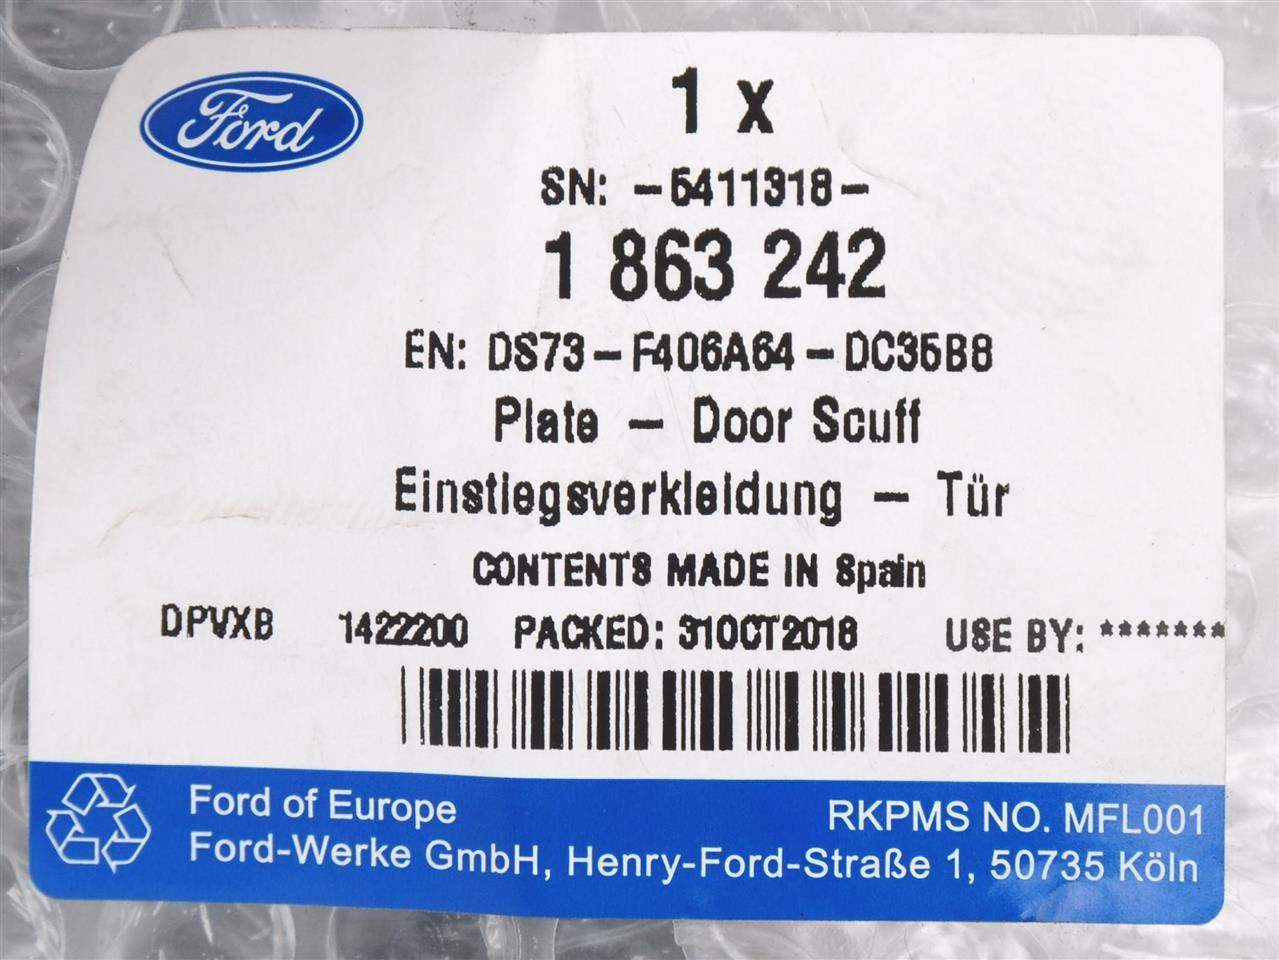 Ford
1 x
SN: -5411318-
1 863 242
EN: DS73-F406A64-DC35B8
Plate - Door Scuff
Einstiegsverkleidung - Tür
CONTENTS MADE IN Spain
DPVXB 1422200 PACKED: 31OCT2018 USE BY: *******
Ford of Europe RKPMS NO. MFL001
Ford-Werke GmbH, Henry-Ford-Straße 1, 50735 Köln